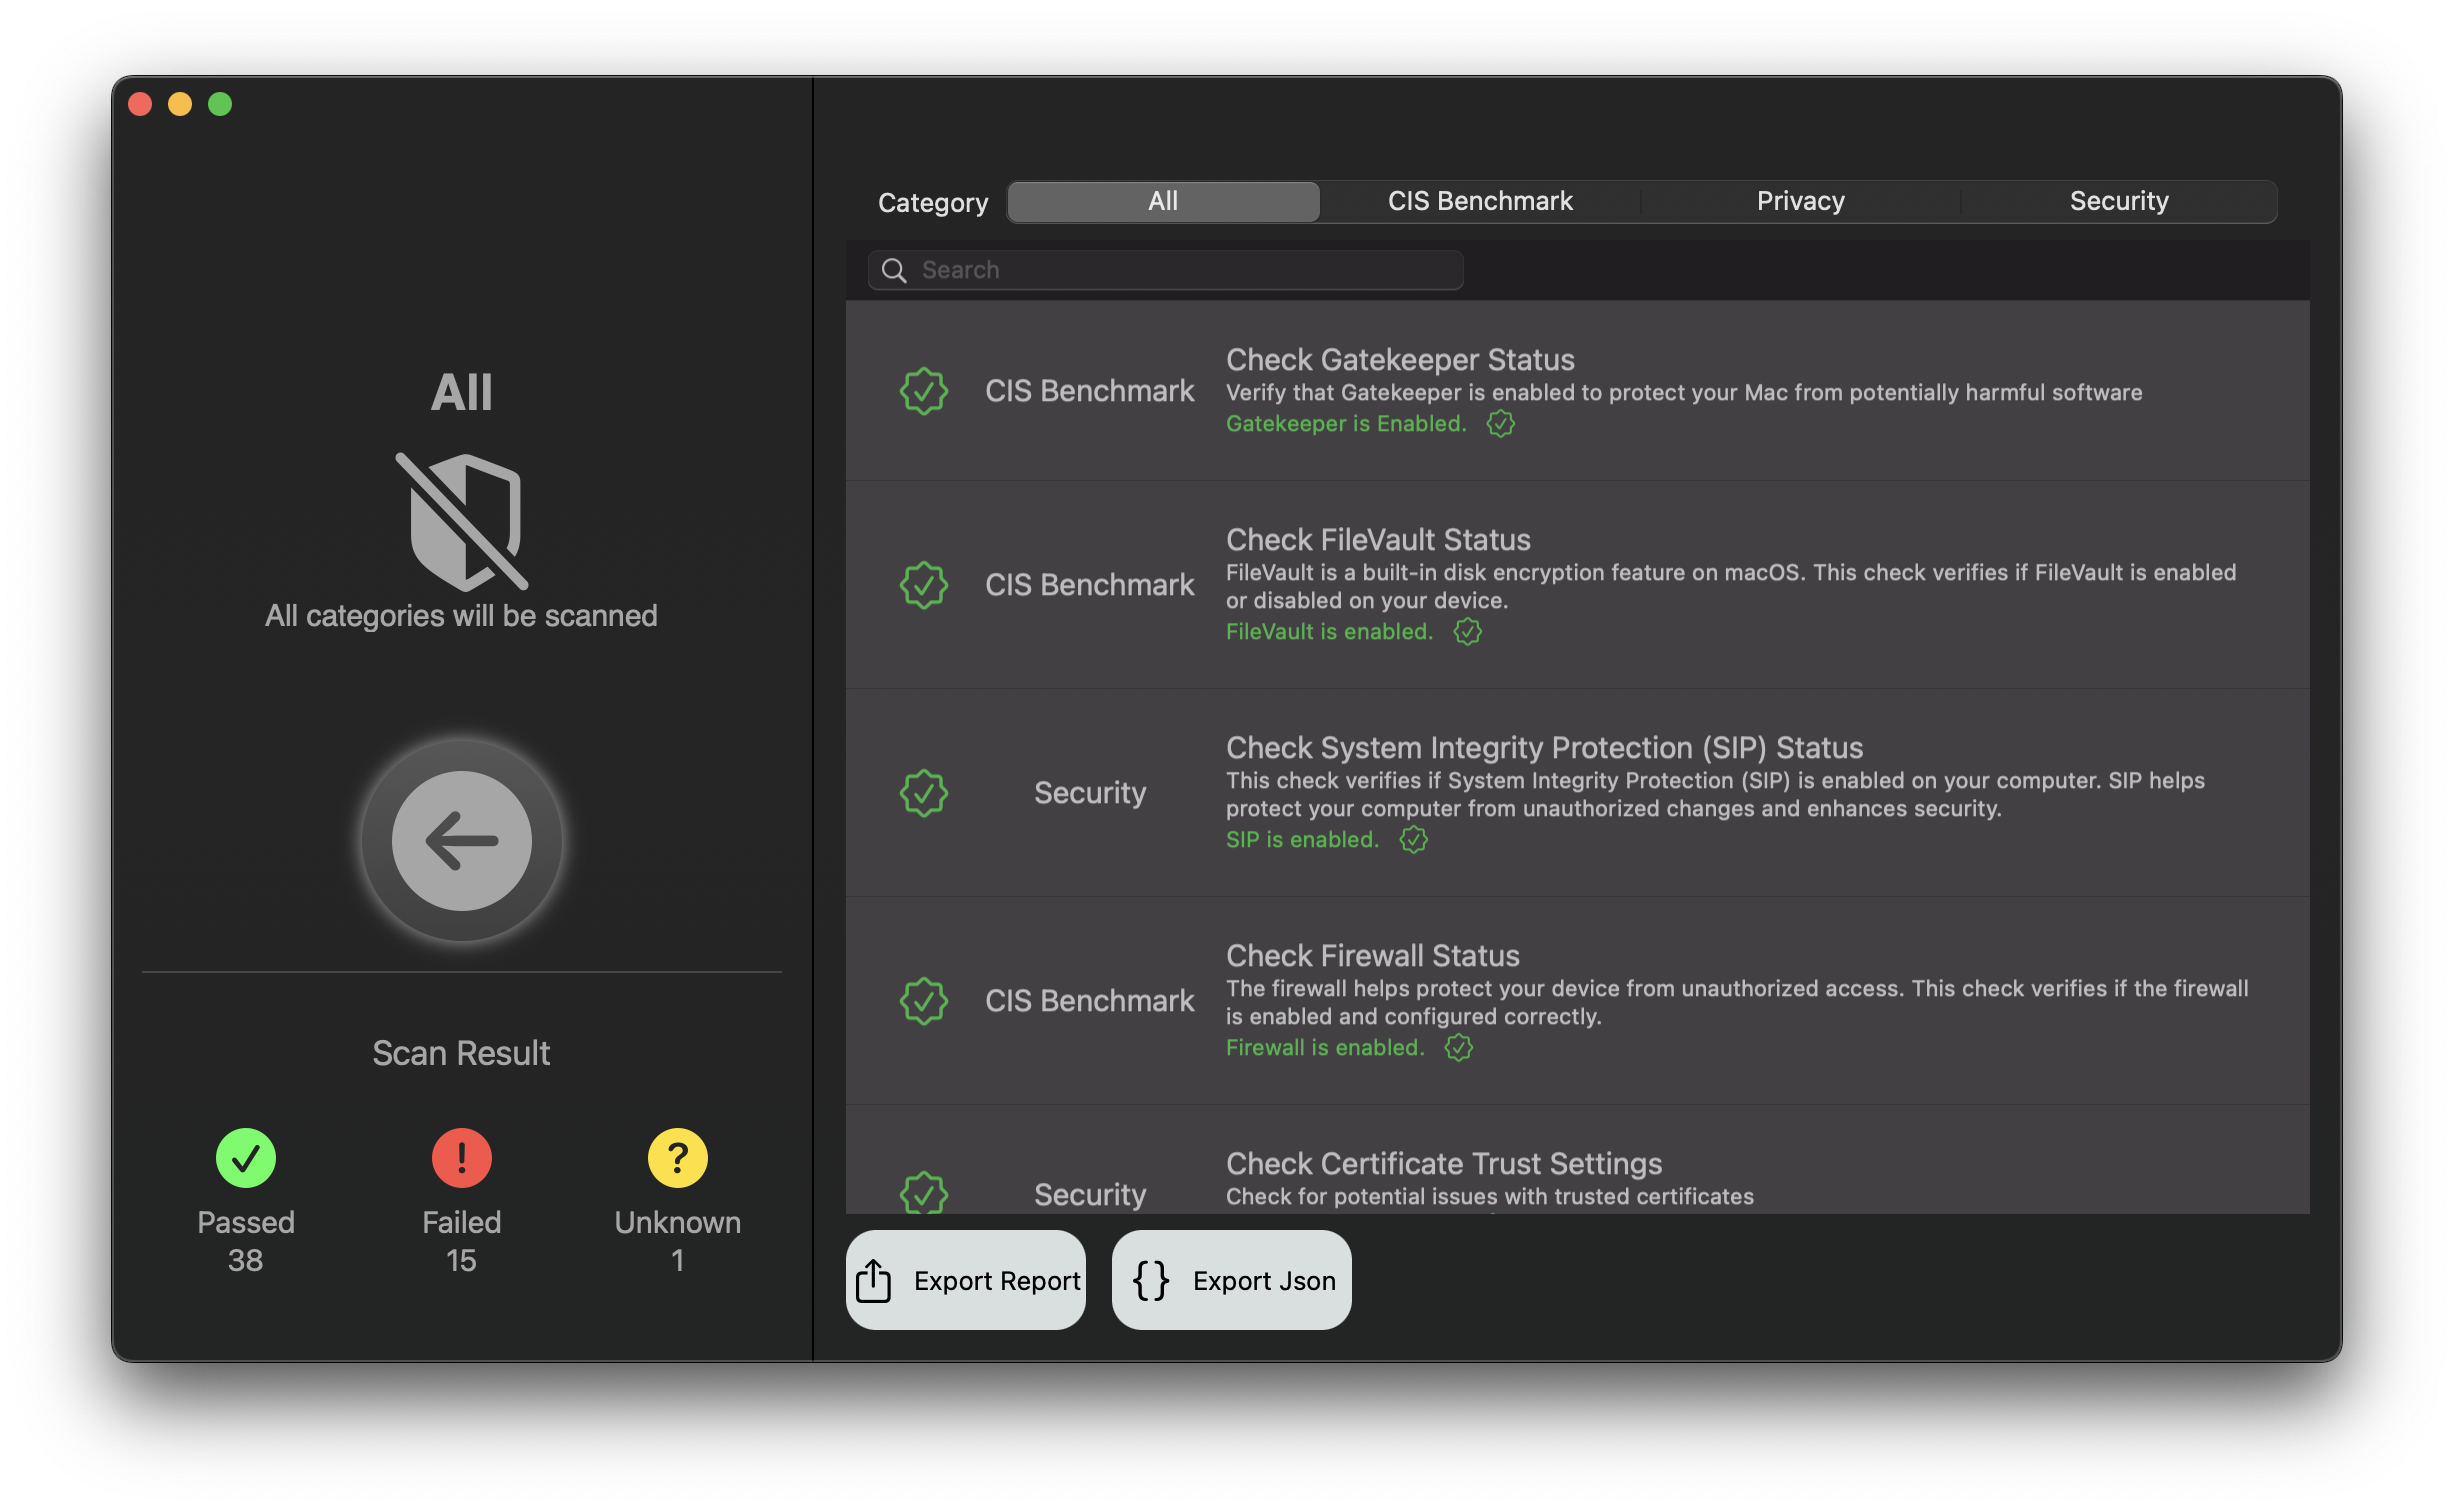 All
All categories will be scanned
Scan Result
Passed
38
Failed
15
Unknown
1
Category
All
CIS Benchmark
Privacy
Security
Search
CIS Benchmark
Check Gatekeeper Status
Verify that Gatekeeper is enabled to protect your Mac from potentially harmful software
Gatekeeper is Enabled.
CIS Benchmark
Check FileVault Status
FileVault is a built-in disk encryption feature on macOS. This check verifies if FileVault is enabled
or disabled on your device.
FileVault is enabled.
Security
Check System Integrity Protection (SIP) Status
This check verifies if System Integrity Protection (SIP) is enabled on your computer. SIP helps
protect your computer from unauthorized changes and enhances security.
SIP is enabled.
CIS Benchmark
Check Firewall Status
The firewall helps protect your device from unauthorized access. This check verifies if the firewall
is enabled and configured correctly.
Firewall is enabled.
Security
Check Certificate Trust Settings
Check for potential issues with trusted certificates
Export Report
{} Export Json